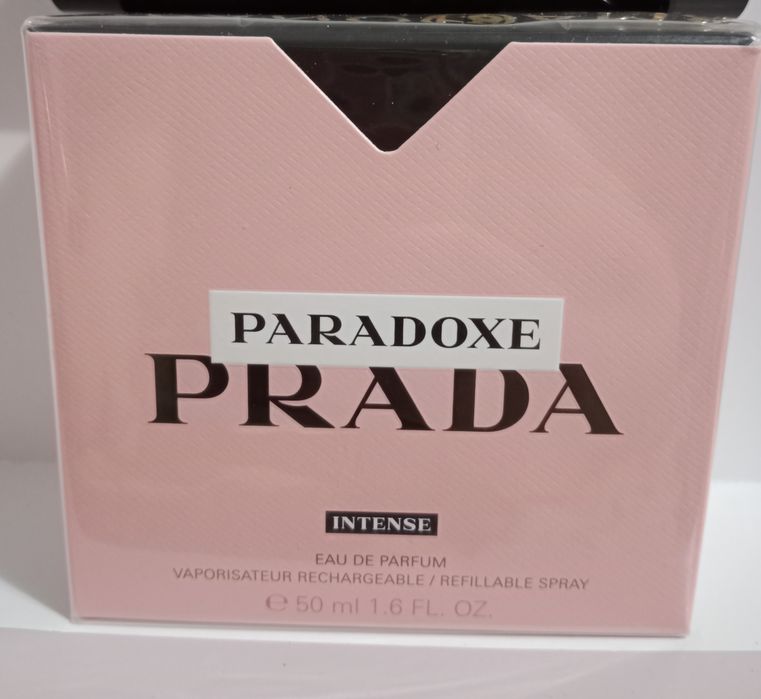 PARADOXE
PRADA
INTENSE
EAU DE PARFUM
VAPORISATEUR RECHARGEABLE / REFILLABLE SPRAY
℮ 50 ml 1.6 FL. OZ.